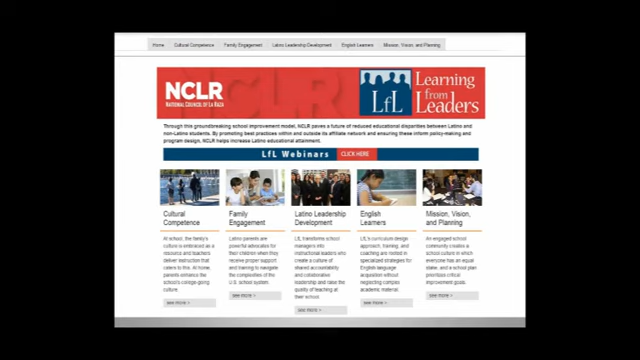 Home Cultural Competence Family Engagement Latino Leadership Development English Learners Mission, Vision, and Planning
NCLR
NATIONAL COUNCIL OF LA RAZA
LfL
Learning
from
Leaders
Through this groundbreaking school improvement model, NCLR paves a future of reduced educational disparities between Latino and
non-Latino students. By promoting best practices within and outside its affiliate network and ensuring these inform policy-making and
program design, NCLR helps increase Latino educational attainment.
LfL Webinars CLICK HERE
Cultural
Competence
At school, the family's
culture is embraced as a
resource and teachers
deliver instruction that
caters to this. At home,
parents enhance the
school's college-going
culture.
see more >
Family
Engagement
Latino parents are
powerful advocates for
their children when they
receive proper support
and training to navigate
the complexities of the
U.S. school system.
see more >
Latino Leadership
Development
LfL transforms school
managers into
instructional leaders who
create a culture of
shared accountability
and collaborative
leadership and raise the
quality of teaching at
their school.
see more >
English
Learners
LfL's curriculum design
approach, training, and
coaching are rooted in
specialized strategies for
English language
acquisition without
neglecting complex
academic material.
see more >
Mission, Vision,
and Planning
An engaged school
community creates a
school culture in which
everyone has an equal
stake, and a school plan
prioritizes critical
improvement goals.
see more >